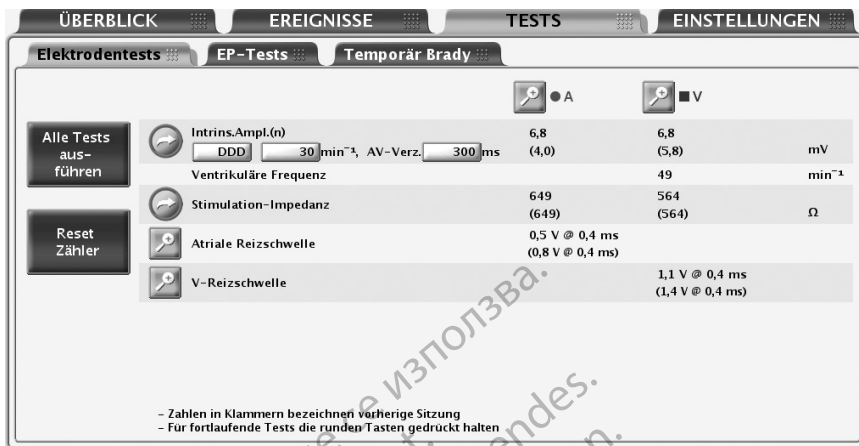 ÜBERBLICK EREIGNISSE TESTS EINSTELLUNGEN
Elektrodentests EP-Tests Temporär Brady
A V
Alle Tests
aus-
führen
Intrins.Ampl.(n) 6,8 6,8
DDD 30 min⁻¹, AV-Verz. 300 ms (4,0) (5,8) mV
Ventrikuläre Frequenz 49 min⁻¹
Stimulation-Impedanz 649 564
(649) (564) Ω
Reset
Zähler
Atriale Reizschwelle 0,5 V @ 0,4 ms
(0,8 V @ 0,4 ms)
V-Reizschwelle 1,1 V @ 0,4 ms
(1,4 V @ 0,4 ms)
използва.
- Zahlen in Klammern bezeichnen vorherige Sitzung
- Für fortlaufende Tests die runden Tasten gedrückt halten